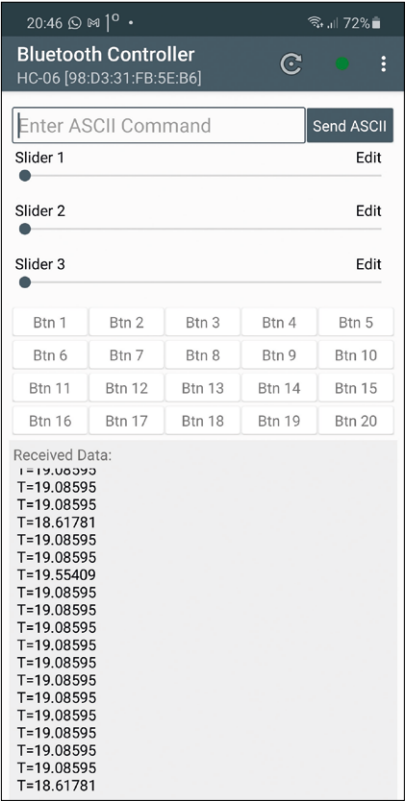 20:46 1° 72%
Bluetooth Controller
HC-06 [98:D3:31:FB:5E:B6]
Enter ASCII Command Send ASCII
Slider 1 Edit
Slider 2 Edit
Slider 3 Edit
Btn 1 Btn 2 Btn 3 Btn 4 Btn 5
Btn 6 Btn 7 Btn 8 Btn 9 Btn 10
Btn 11 Btn 12 Btn 13 Btn 14 Btn 15
Btn 16 Btn 17 Btn 18 Btn 19 Btn 20
Received Data:
T=19.08595
T=19.08595
T=19.08595
T=18.61781
T=19.08595
T=19.08595
T=19.55409
T=19.08595
T=19.08595
T=19.08595
T=19.08595
T=19.08595
T=19.08595
T=19.08595
T=19.08595
T=19.08595
T=19.08595
T=19.08595
T=18.61781